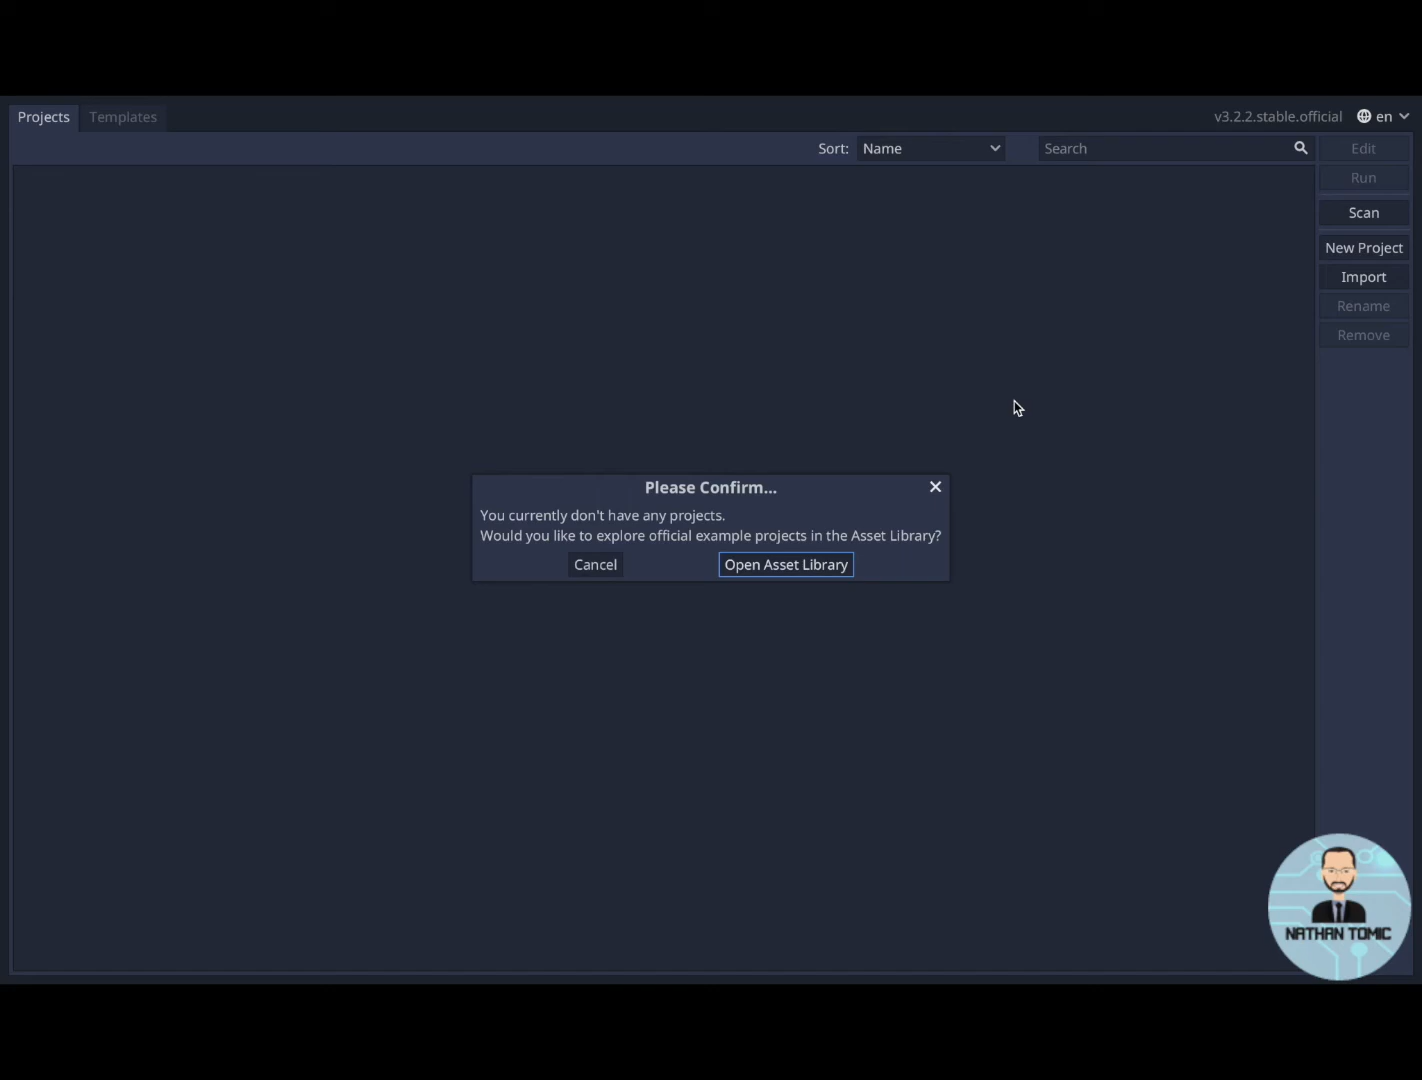 Projects
Templates
v3.2.2.stable.official
en
Sort:
Name
Search
Edit
Run
Scan
New Project
Import
Rename
Remove
Please Confirm...
You currently don't have any projects.
Would you like to explore official example projects in the Asset Library?
Cancel
Open Asset Library
NATHAN TOMIC